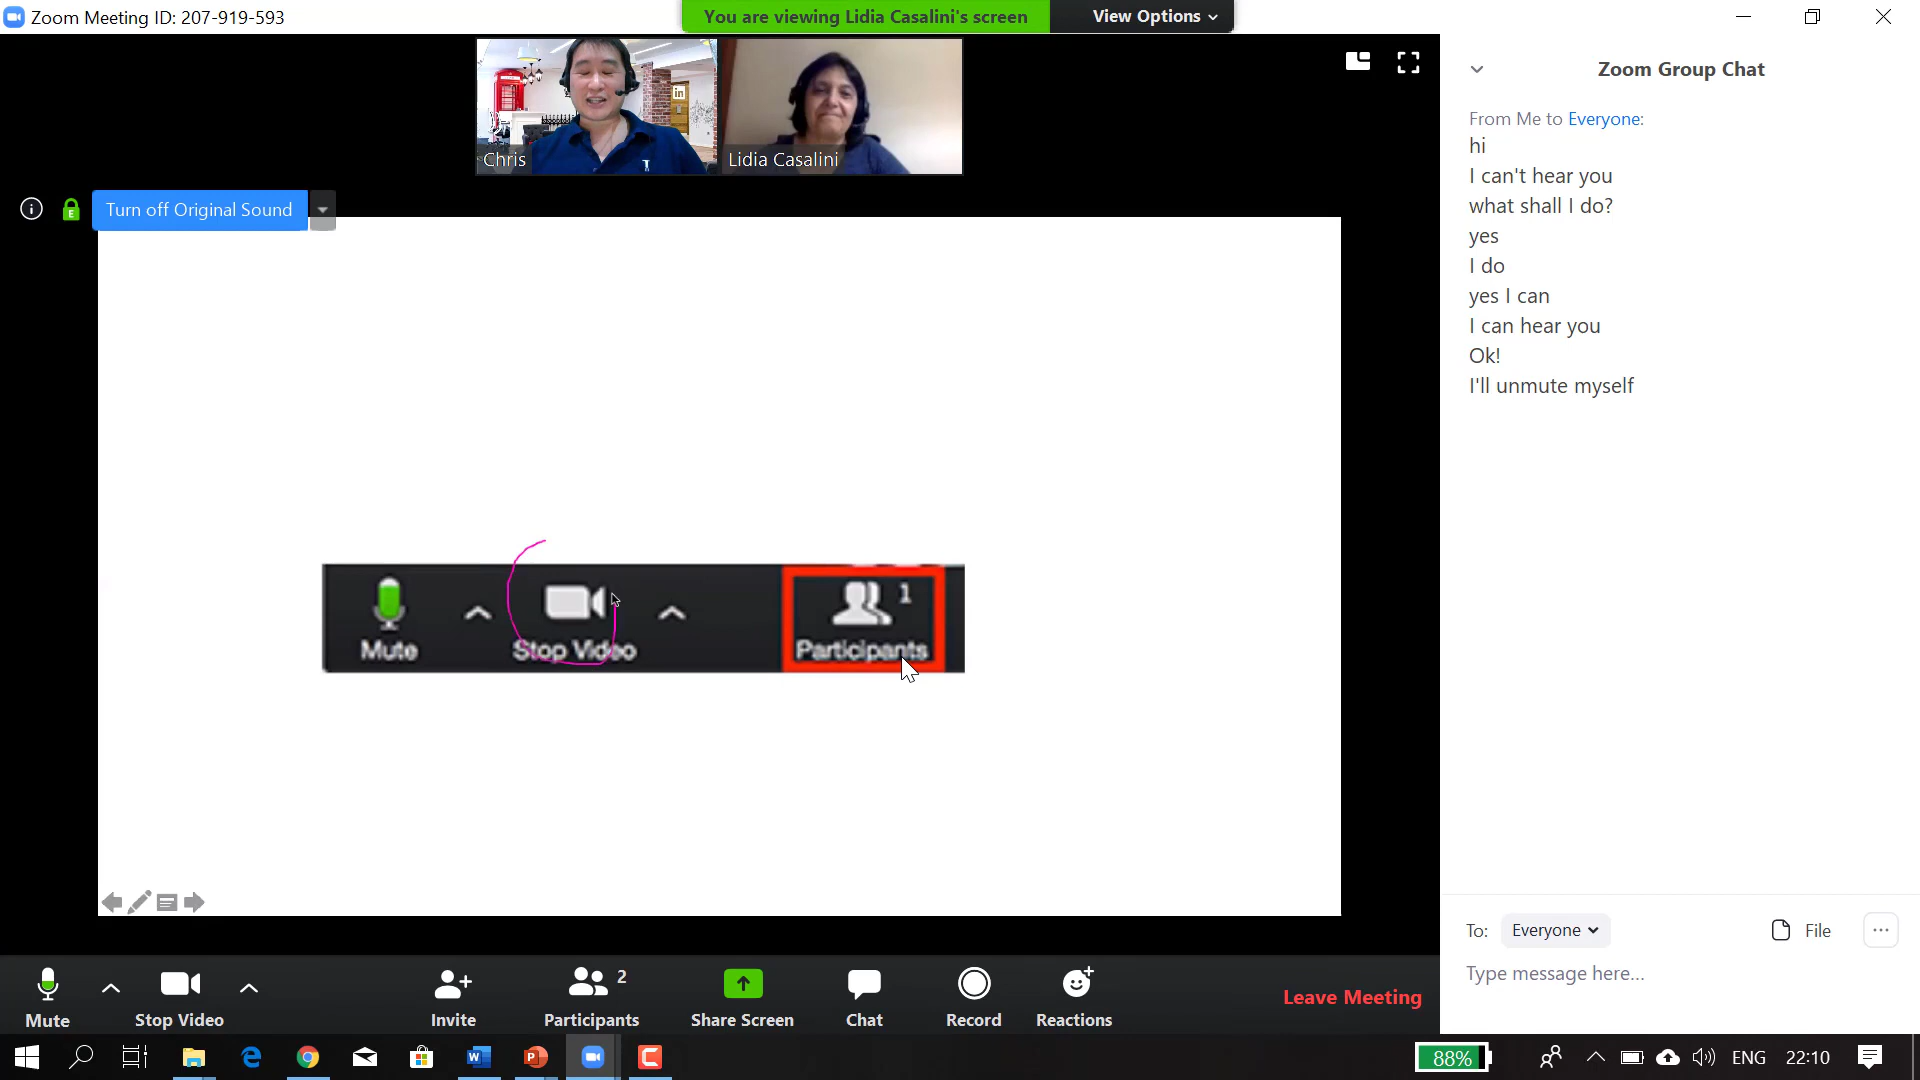 Zoom Meeting ID: 207-919-593
You are viewing Lidia Casalini's screen
View Options
Zoom Group Chat
in
Chris
Lidia Casalini
From Me to Everyone:
hi
I can't hear you
what shall I do?
yes
I do
yes I can
I can hear you
Ok!
I'll unmute myself
E
Turn off Original Sound
1
Mute
Stop Video
Participants
To:
Everyone
File
Type message here...
2
Mute
Stop Video
Invite
Participants
Share Screen
Chat
Record
Reactions
Leave Meeting
W
P
C
88%
ENG
22:10